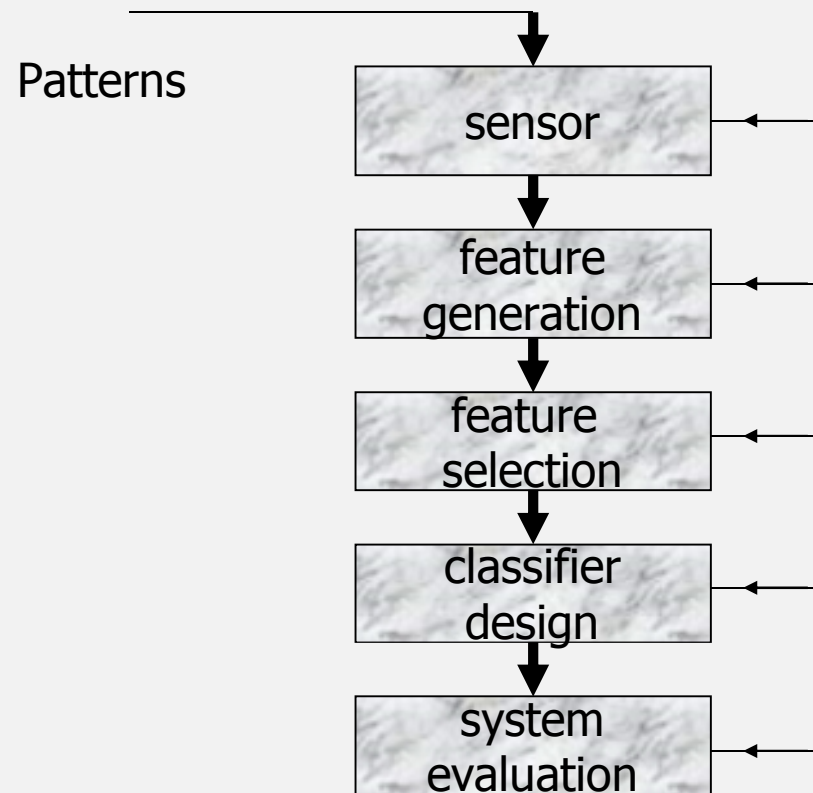 Patterns
sensor
feature
generation
feature
selection
classifier
design
system
evaluation